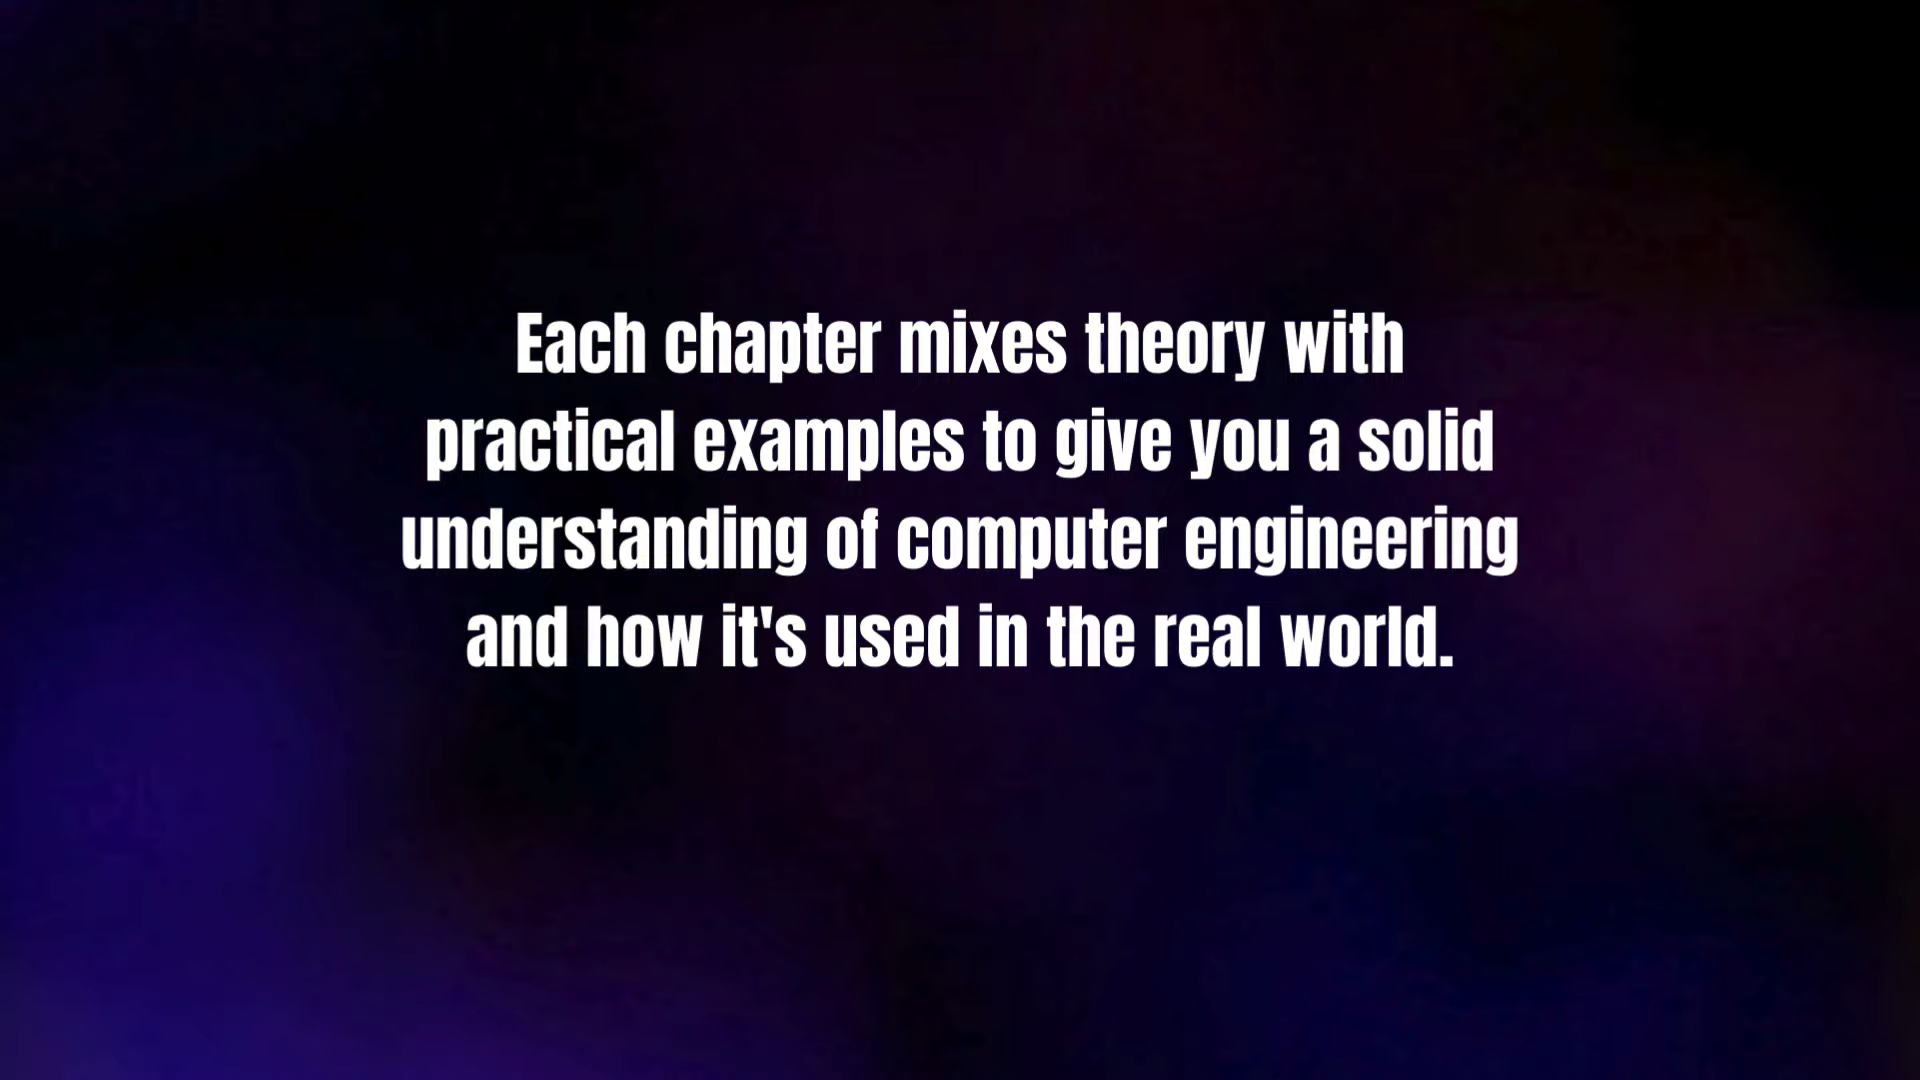 Each chapter mixes theory with
practical examples to give you a solid
understanding of computer engineering
and how it's used in the real world.